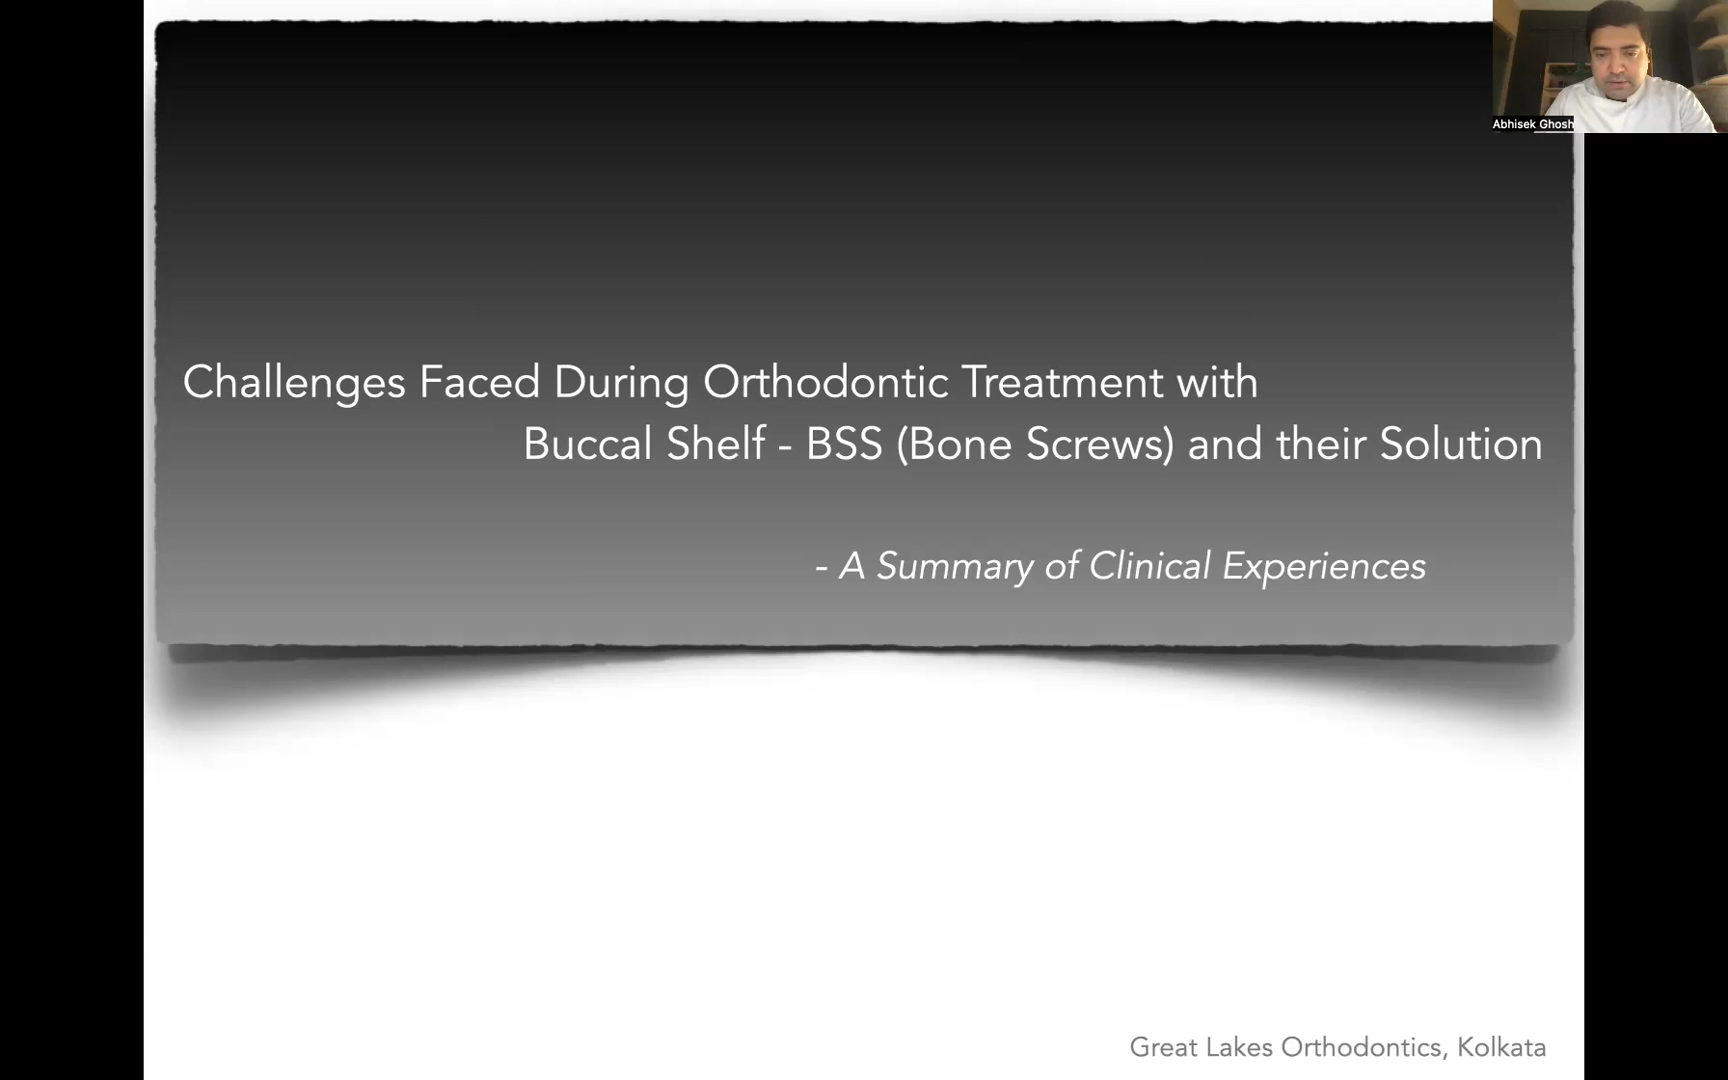 Abhisek Ghosh
Challenges Faced During Orthodontic Treatment with
Buccal Shelf - BSS (Bone Screws) and their Solution
- A Summary of Clinical Experiences
Great Lakes Orthodontics, Kolkata